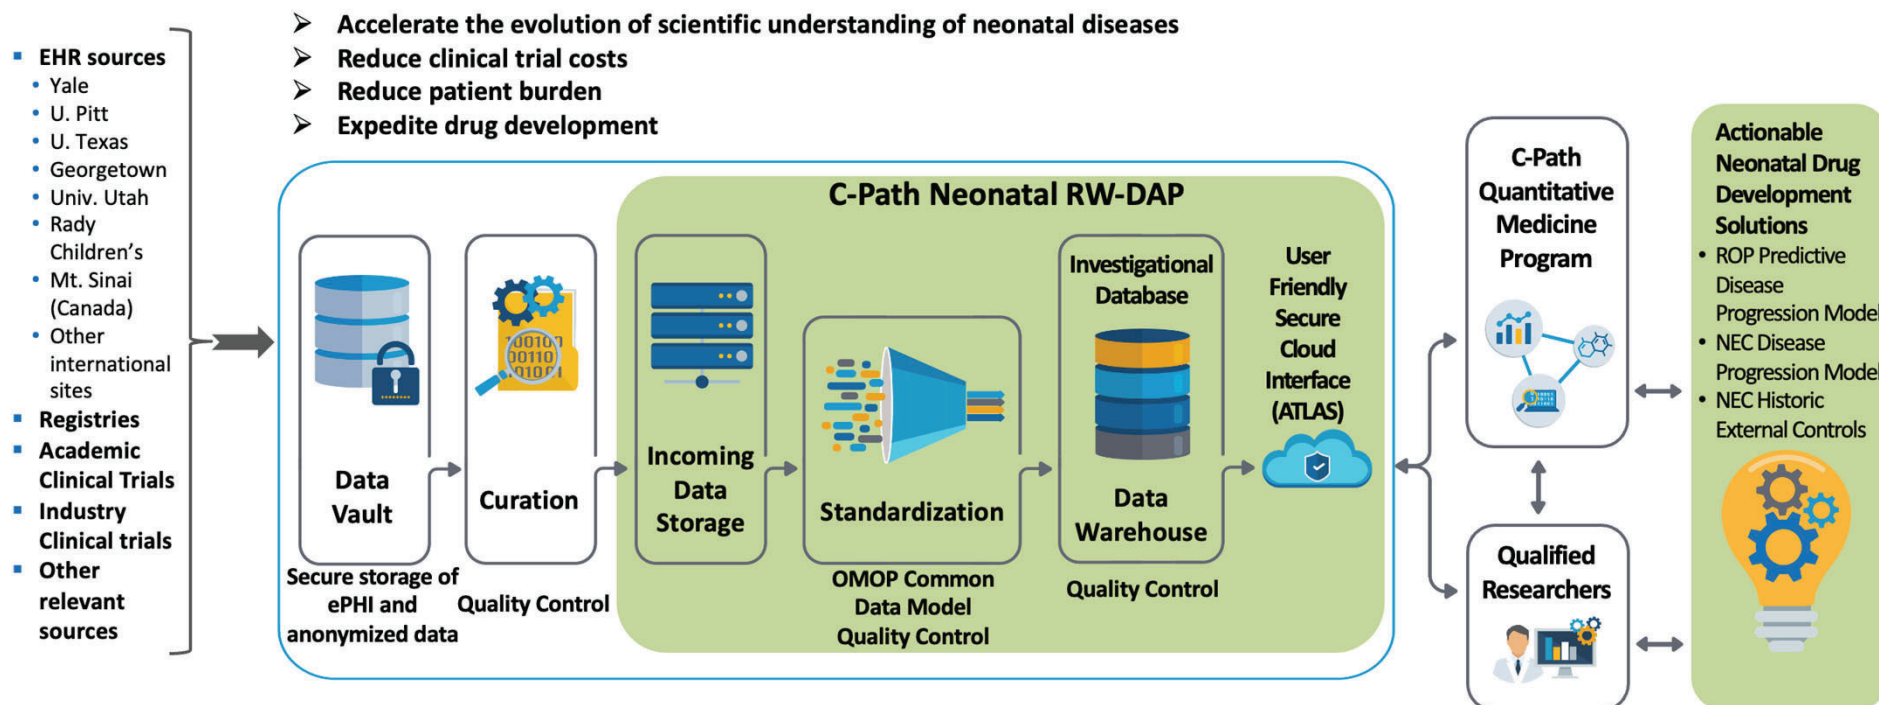 Accelerate the evolution of scientific understanding of neonatal diseases
Reduce clinical trial costs
Reduce patient burden
Expedite drug development
EHR sources
Yale
U. Pitt
U. Texas
Georgetown
Univ. Utah
Rady
Children's
Mt. Sinai
(Canada)
Other
international
sites
Registries
Academic
Clinical Trials
Industry
Clinical trials
Other
relevant
sources
C-Path Neonatal RW-DAP
Data
Vault
Secure storage of
ePHI and
anonymized data
100100
00110
101001
Curation
Quality Control
Incoming
Data
Storage
Standardization
OMOP Common
Data Model
Quality Control
Investigational
Database
Data
Warehouse
Quality Control
User
Friendly
Secure
Cloud
Interface
(ATLAS)
C-Path
Quantitative
Medicine
Program
Qualified
Researchers
Actionable
Neonatal Drug
Development
Solutions
ROP Predictive
Disease
Progression Model
NEC Disease
Progression Model
NEC Historic
External Controls